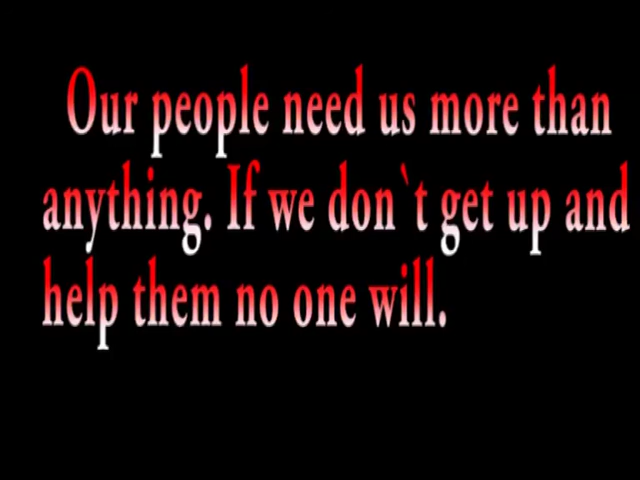 Our people need us more than
anything. If we don`t get up and
help them no one will.